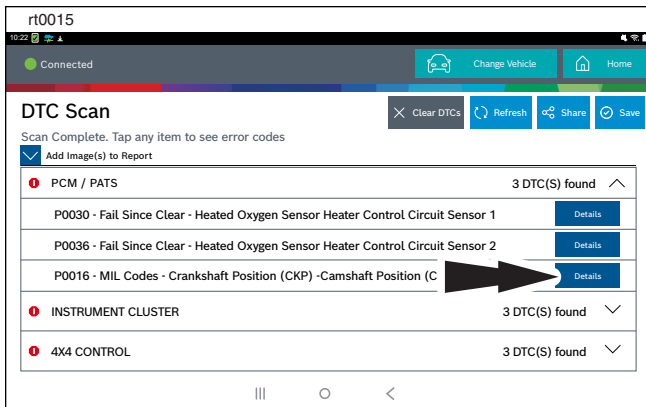 rt0015
10:22
Connected
Change Vehicle
Home
DTC Scan
Clear DTCs
Refresh
Share
Save
Scan Complete. Tap any item to see error codes
Add Image(s) to Report
PCM / PATS 3 DTC(S) found
P0030 - Fail Since Clear - Heated Oxygen Sensor Heater Control Circuit Sensor 1 Details
P0036 - Fail Since Clear - Heated Oxygen Sensor Heater Control Circuit Sensor 2 Details
P0016 - MIL Codes - Crankshaft Position (CKP) -Camshaft Position (C Details
INSTRUMENT CLUSTER 3 DTC(S) found
4X4 CONTROL 3 DTC(S) found